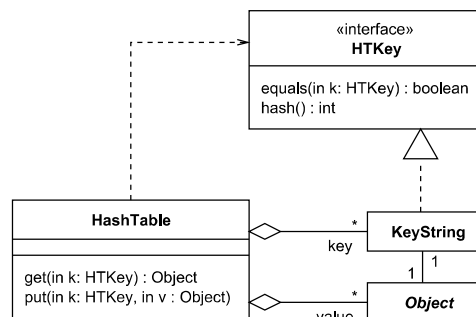 «interface»
HTKey
equals(in k: HTKey) : boolean
hash() : int
HashTable
get(in k: HTKey) : Object
put(in k: HTKey, in v : Object)
*
key
KeyString
1
1
*
value
Object